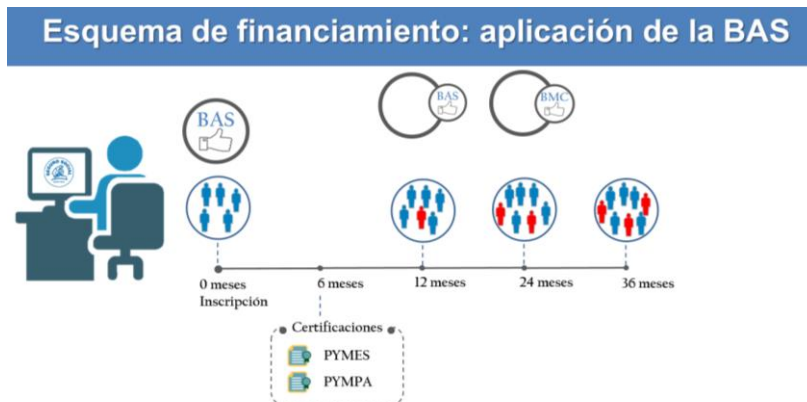 Esquema de financiamiento: aplicación de la BAS
BAS
BAS
BMC
0 meses
Inscripción
6 meses
12 meses
24 meses
36 meses
Certificaciones
PYMES
PYMPA